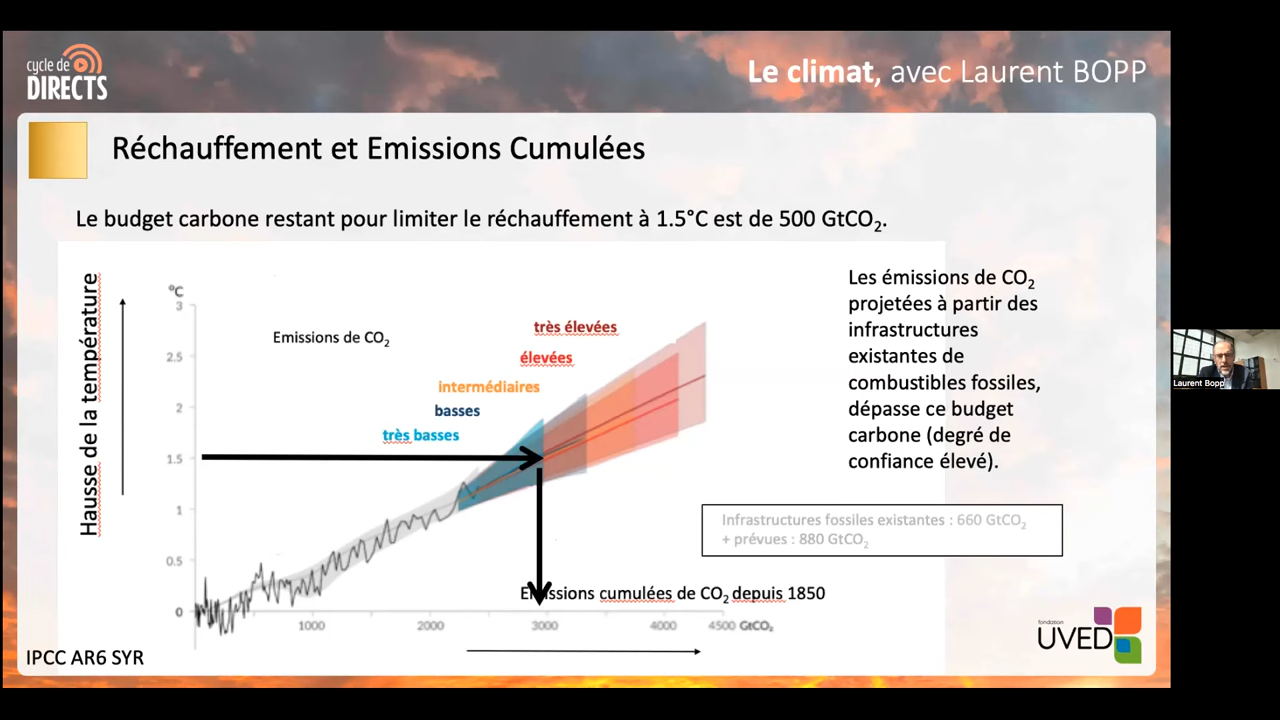 cycle de
DIRECTS
Le climat, avec Laurent BOPP
Réchauffement et Emissions Cumulées
Le budget carbone restant pour limiter le réchauffement à 1.5°C est de 500 GtCO₂.
Hausse de la température
°C
3
2.5
2
1.5
1
0.5
0
Emissions de CO₂
très élevées
élevées
intermédiaires
basses
très basses
Emissions cumulées de CO₂ depuis 1850
1000
2000
3000
4000
4500 GtCO₂
Les émissions de CO₂
projetées à partir des
infrastructures
existantes de
combustibles fossiles,
dépasse ce budget
carbone (degré de
confiance élevé).
Infrastructures fossiles existantes : 660 GtCO₂
+ prévues : 880 GtCO₂
Laurent Bopp
fondation
UVED
IPCC AR6 SYR